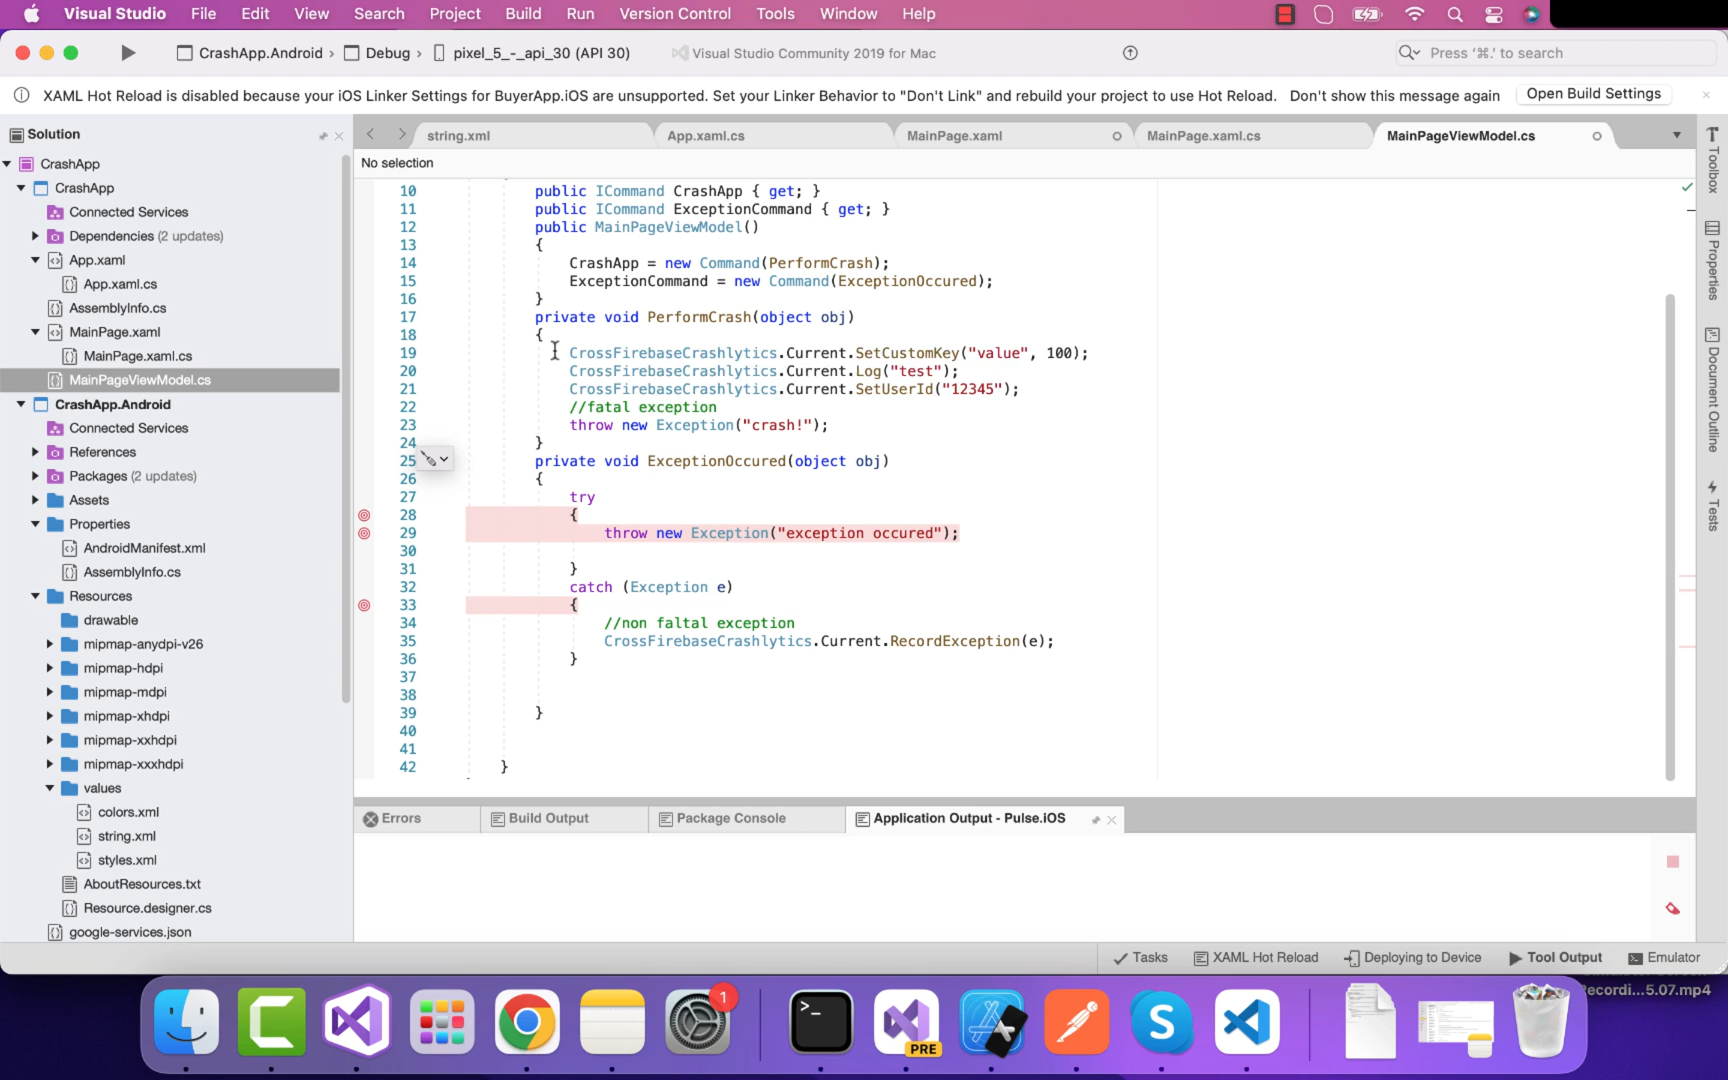 Visual Studio File Edit View Search Project Build Run Version Control Tools Window Help
CrashApp.Android › Debug › pixel_5_-_api_30 (API 30) Visual Studio Community 2019 for Mac Press '⌘.' to search
XAML Hot Reload is disabled because your iOS Linker Settings for BuyerApp.iOS are unsupported. Set your Linker Behavior to "Don't Link" and rebuild your project to use Hot Reload. Don't show this message again Open Build Settings
Solution
string.xml App.xaml.cs MainPage.xaml MainPage.xaml.cs MainPageViewModel.cs
No selection
CrashApp
CrashApp
Connected Services
Dependencies (2 updates)
App.xaml
App.xaml.cs
AssemblyInfo.cs
MainPage.xaml
MainPage.xaml.cs
MainPageViewModel.cs
CrashApp.Android
Connected Services
References
Packages (2 updates)
Assets
Properties
AndroidManifest.xml
AssemblyInfo.cs
Resources
drawable
mipmap-anydpi-v26
mipmap-hdpi
mipmap-mdpi
mipmap-xhdpi
mipmap-xxhdpi
mipmap-xxxhdpi
values
colors.xml
string.xml
styles.xml
AboutResources.txt
Resource.designer.cs
google-services.json
10 public ICommand CrashApp { get; }
11 public ICommand ExceptionCommand { get; }
12 public MainPageViewModel()
13 {
14 CrashApp = new Command(PerformCrash);
15 ExceptionCommand = new Command(ExceptionOccured);
16 }
17 private void PerformCrash(object obj)
18 {
19 CrossFirebaseCrashlytics.Current.SetCustomKey("value", 100);
20 CrossFirebaseCrashlytics.Current.Log("test");
21 CrossFirebaseCrashlytics.Current.SetUserId("12345");
22 //fatal exception
23 throw new Exception("crash!");
24 }
25 private void ExceptionOccured(object obj)
26 {
27 try
28 {
29 throw new Exception("exception occured");
30
31 }
32 catch (Exception e)
33 {
34 //non faltal exception
35 CrossFirebaseCrashlytics.Current.RecordException(e);
36 }
37
38
39 }
40
41
42 }
Toolbox
Properties
Document Outline
Tests
Errors Build Output Package Console Application Output - Pulse.iOS
Tasks XAML Hot Reload Deploying to Device Tool Output Emulator
ecordi...5.07.mp4
1
>_
PRE
S